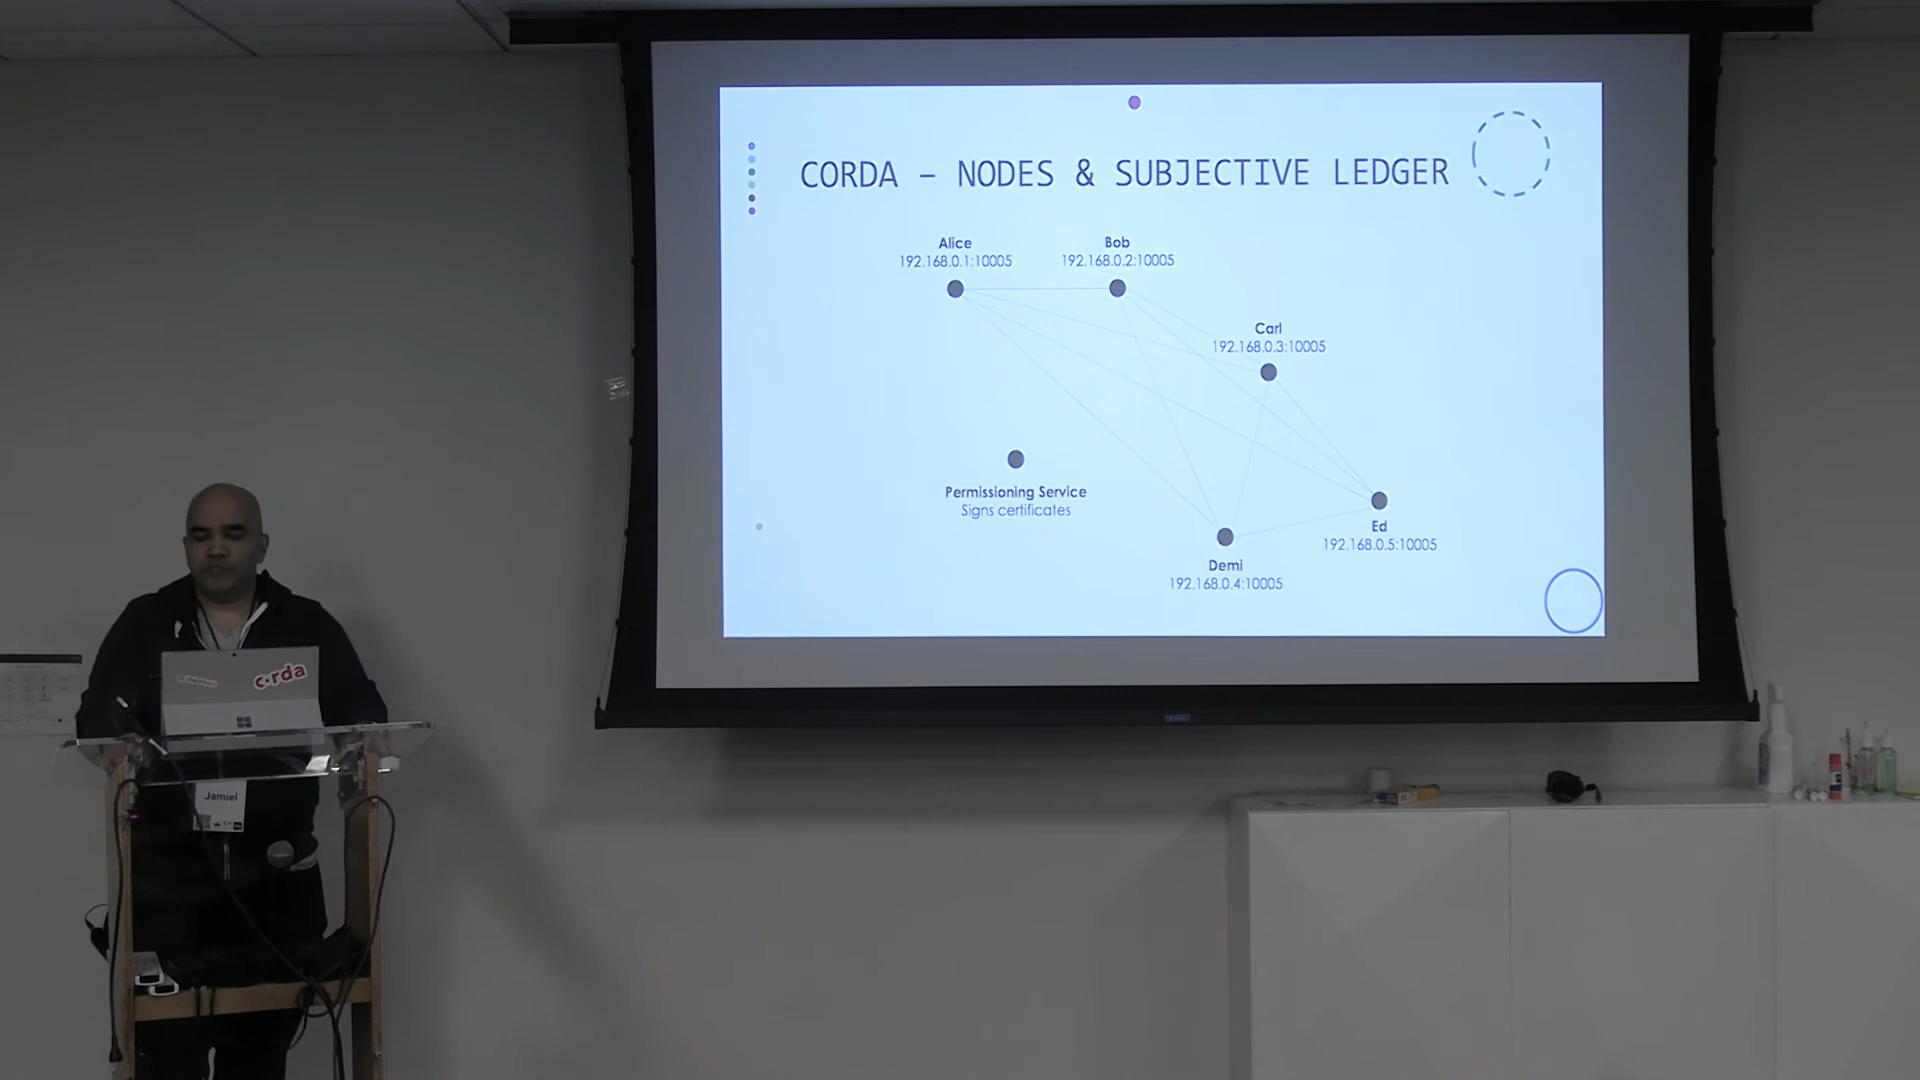 CORDA – NODES & SUBJECTIVE LEDGER
Alice
192.168.0.1:10005
Bob
192.168.0.2:10005
Carl
192.168.0.3:10005
Permissioning Service
Signs certificates
Ed
192.168.0.5:10005
Demi
192.168.0.4:10005
c·rda
Jamiel